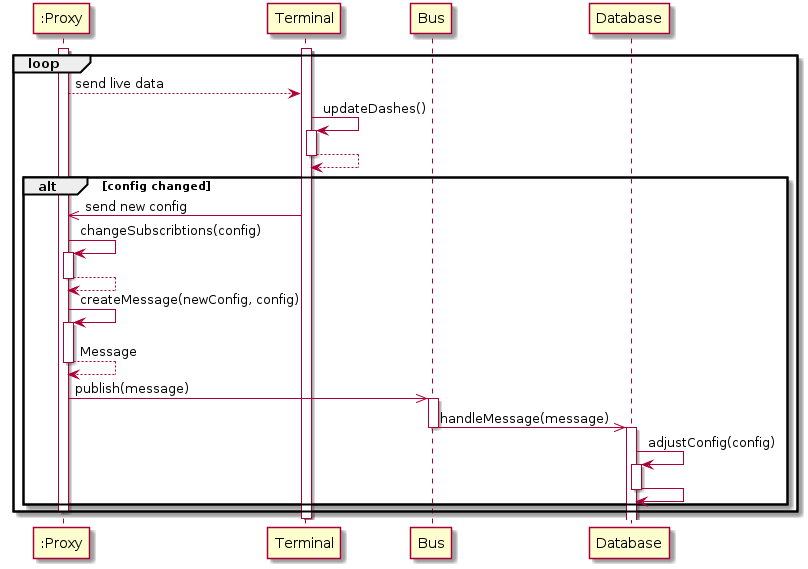 :Proxy Terminal Bus Database
loop
send live data
updateDashes()
alt [config changed]
send new config
changeSubscribtions(config)
createMessage(newConfig, config)
Message
publish(message)
handleMessage(message)
adjustConfig(config)
:Proxy Terminal Bus Database